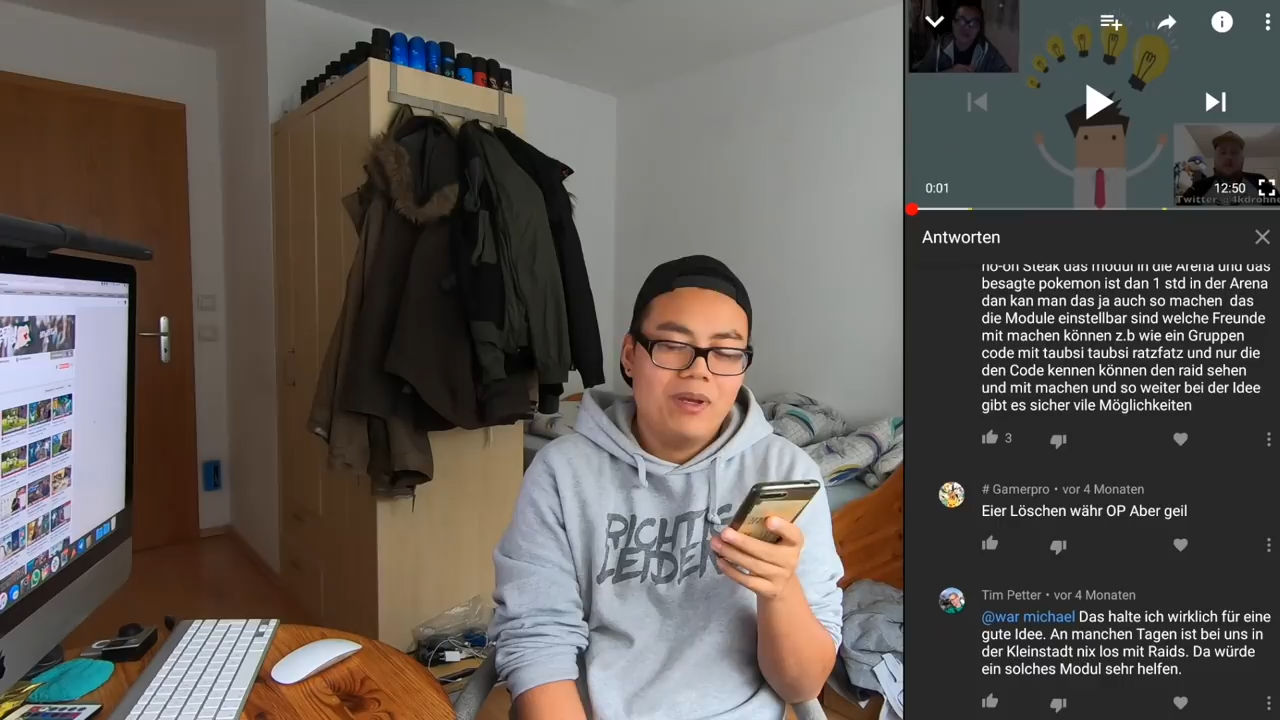 RICHTIG
LEIDER
0:01
12:50
Twitter @4kdrohne
Antworten
no-oh Steak das modul in die Arena und das
besagte pokemon ist dan 1 std in der Arena
dan kan man das ja auch so machen das
die Module einstellbar sind welche Freunde
mit machen können z.b wie ein Gruppen
code mit taubsi taubsi ratzfatz und nur die
den Code kennen können den raid sehen
und mit machen und so weiter bei der Idee
gibt es sicher vile Möglichkeiten
3
# Gamerpro • vor 4 Monaten
Eier Löschen währ OP Aber geil
Tim Petter • vor 4 Monaten
@war michael Das halte ich wirklich für eine
gute Idee. An manchen Tagen ist bei uns in
der Kleinstadt nix los mit Raids. Da würde
ein solches Modul sehr helfen.